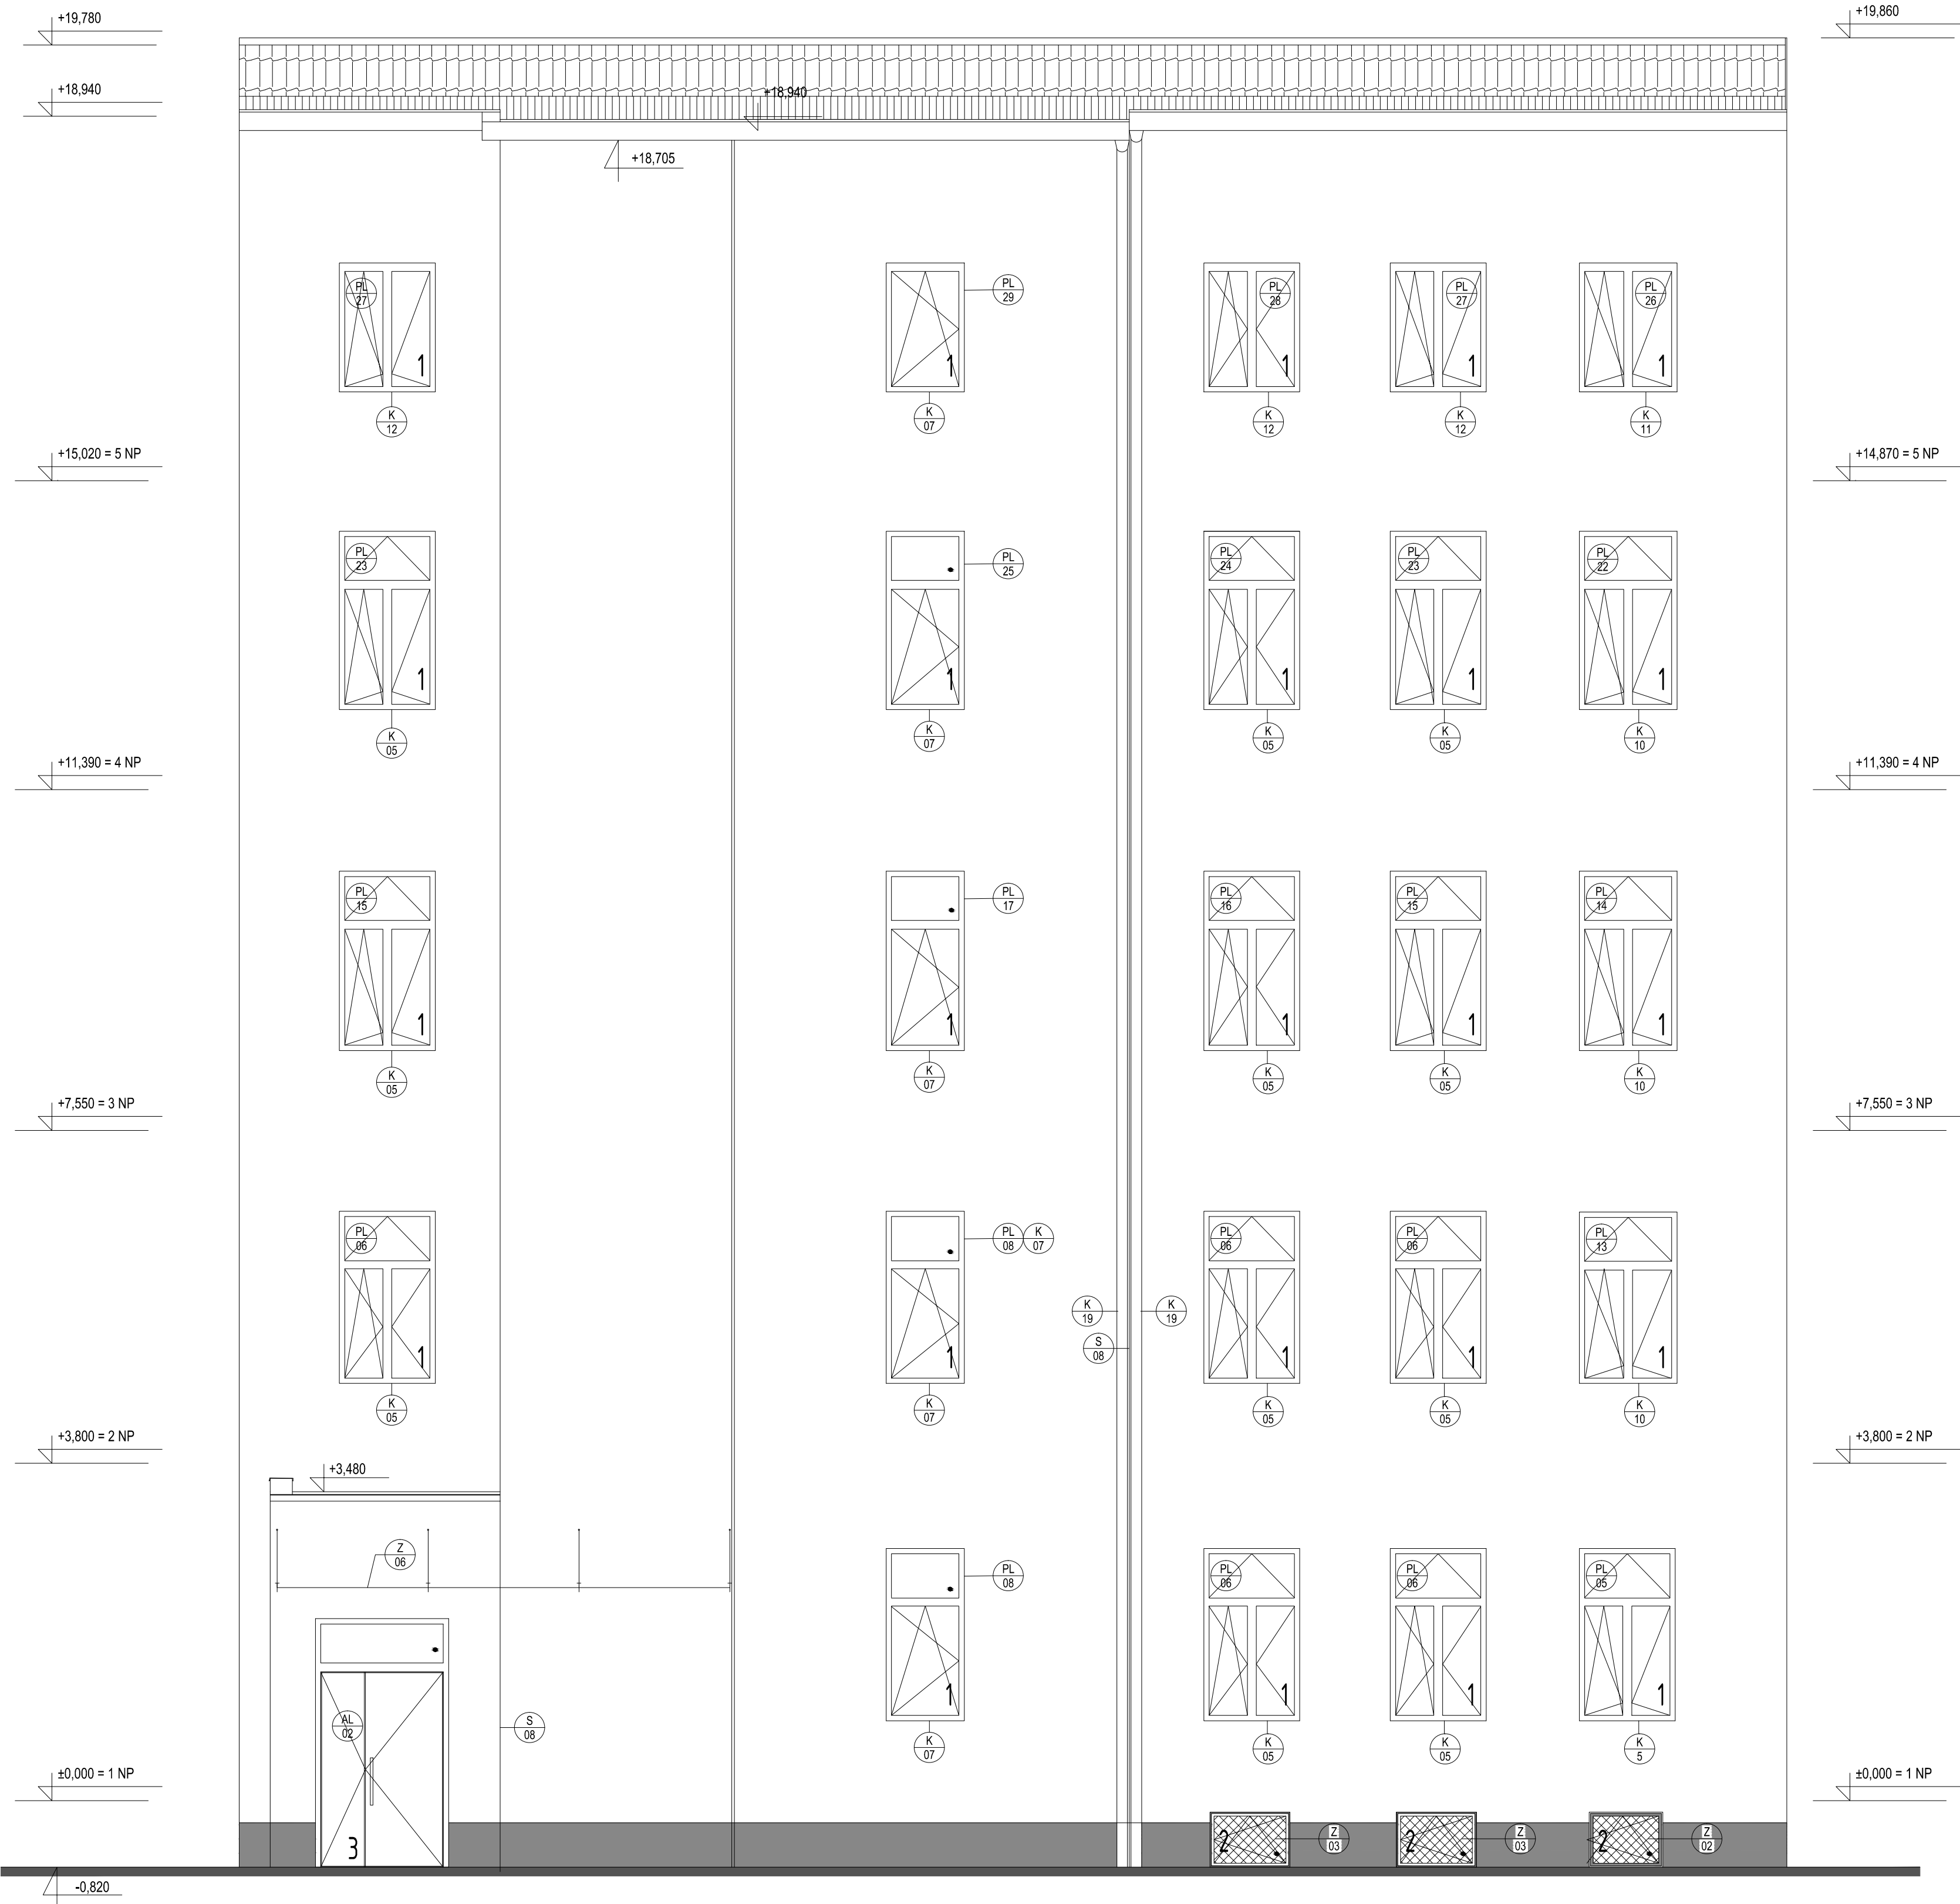 +19,780
+19,860
+18,940
+18,940
+18,705
PL
27
1
PL
29
1
PL
28
1
PL
27
1
PL
26
1
K
12
K
07
K
12
K
12
K
11
+15,020 = 5 NP
+14,870 = 5 NP
PL
23
1
PL
25
1
PL
24
1
PL
23
1
PL
22
1
K
05
K
07
K
05
K
05
K
10
+11,390 = 4 NP
+11,390 = 4 NP
PL
15
1
PL
17
1
PL
16
1
PL
15
1
PL
14
1
K
05
K
07
K
05
K
05
K
10
+7,550 = 3 NP
+7,550 = 3 NP
PL
06
1
PL
08
K
07
1
PL
06
1
PL
06
1
PL
13
1
K
19
K
19
S
08
K
05
K
07
K
05
K
05
K
10
+3,800 = 2 NP
+3,800 = 2 NP
+3,480
Z
06
PL
08
1
PL
06
1
PL
06
1
PL
05
1
AL
02
S
08
K
07
K
05
K
05
K
5
±0,000 = 1 NP
±0,000 = 1 NP
3
2
Z
03
2
Z
03
2
Z
02
-0,820